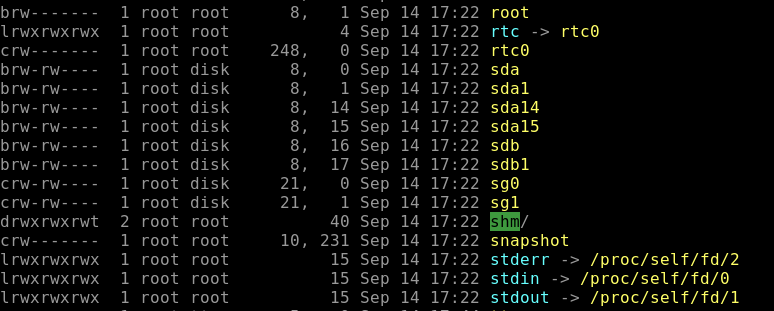 brw------- 1 root root 8, 1 Sep 14 17:22 root
lrwxrwxrwx 1 root root 4 Sep 14 17:22 rtc -> rtc0
crw------- 1 root root 248, 0 Sep 14 17:22 rtc0
brw-rw---- 1 root disk 8, 0 Sep 14 17:22 sda
brw-rw---- 1 root disk 8, 1 Sep 14 17:22 sda1
brw-rw---- 1 root disk 8, 14 Sep 14 17:22 sda14
brw-rw---- 1 root disk 8, 15 Sep 14 17:22 sda15
brw-rw---- 1 root disk 8, 16 Sep 14 17:22 sdb
brw-rw---- 1 root disk 8, 17 Sep 14 17:22 sdb1
crw-rw---- 1 root disk 21, 0 Sep 14 17:22 sg0
crw-rw---- 1 root disk 21, 1 Sep 14 17:22 sg1
drwxrwxrwt 2 root root 40 Sep 14 17:22 shm/
crw------- 1 root root 10, 231 Sep 14 17:22 snapshot
lrwxrwxrwx 1 root root 15 Sep 14 17:22 stderr -> /proc/self/fd/2
lrwxrwxrwx 1 root root 15 Sep 14 17:22 stdin -> /proc/self/fd/0
lrwxrwxrwx 1 root root 15 Sep 14 17:22 stdout -> /proc/self/fd/1